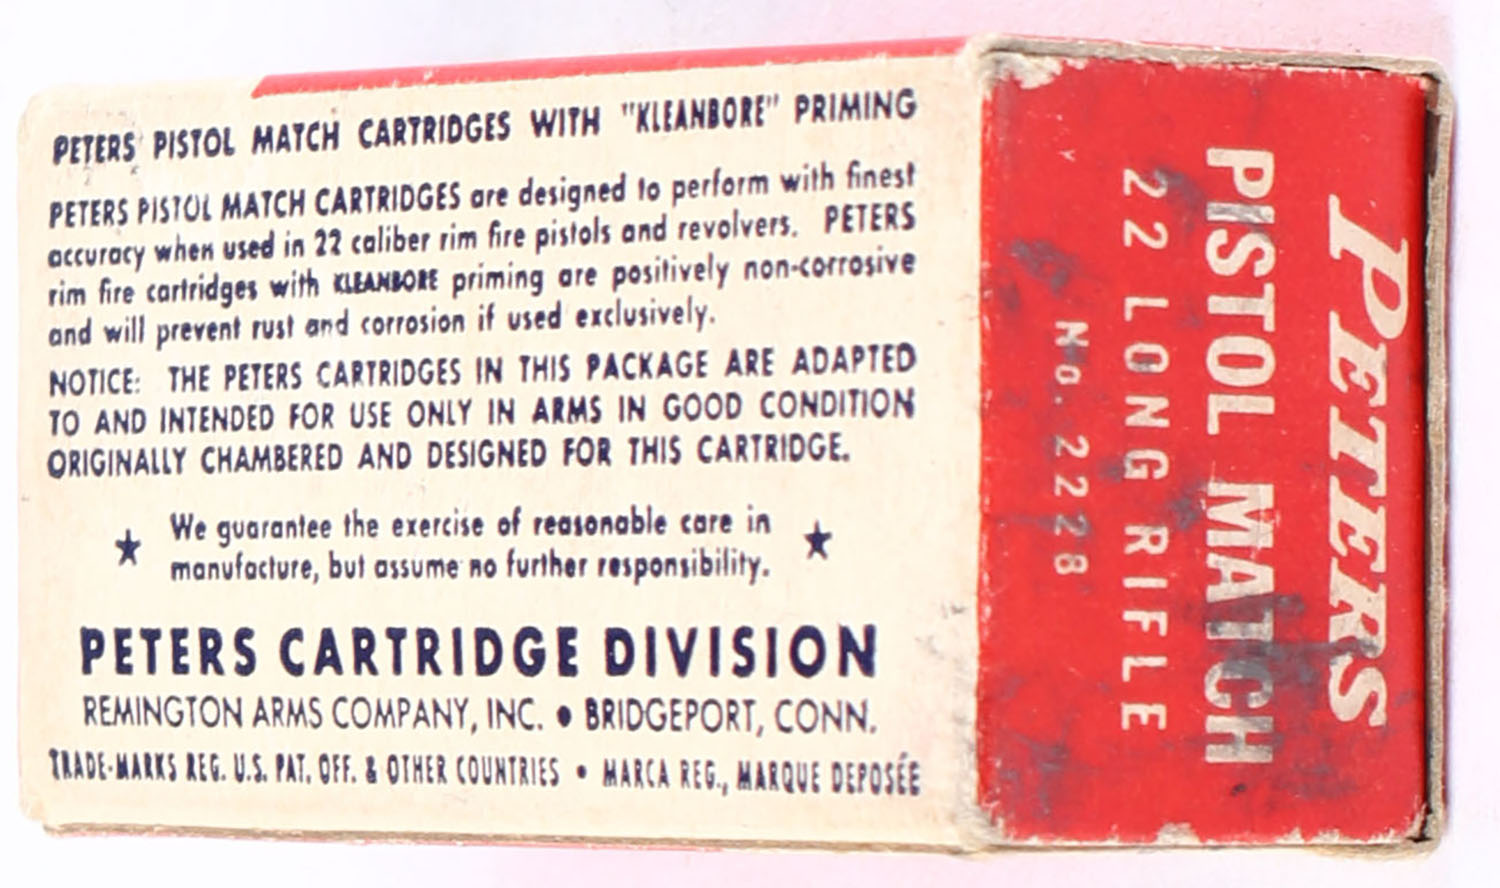 PETERS PISTOL MATCH CARTRIDGES WITH "KLEANBORE" PRIMING
PETERS PISTOL MATCH CARTRIDGES are designed to perform with finest
accuracy when used in 22 caliber rim fire pistols and revolvers. PETERS
rim fire cartridges with KLEANBORE priming are positively non-corrosive
and will prevent rust and corrosion if used exclusively.
NOTICE: THE PETERS CARTRIDGES IN THIS PACKAGE ARE ADAPTED
TO AND INTENDED FOR USE ONLY IN ARMS IN GOOD CONDITION
ORIGINALLY CHAMBERED AND DESIGNED FOR THIS CARTRIDGE.
★ We guarantee the exercise of reasonable care in ★
manufacture, but assume no further responsibility.
PETERS CARTRIDGE DIVISION
REMINGTON ARMS COMPANY, INC. • BRIDGEPORT, CONN.
TRADE-MARKS REG. U.S. PAT. OFF. & OTHER COUNTRIES • MARCA REG., MARQUE DEPOSÉE
PETERS
PISTOL MATCH
22 LONG RIFLE
No. 2228